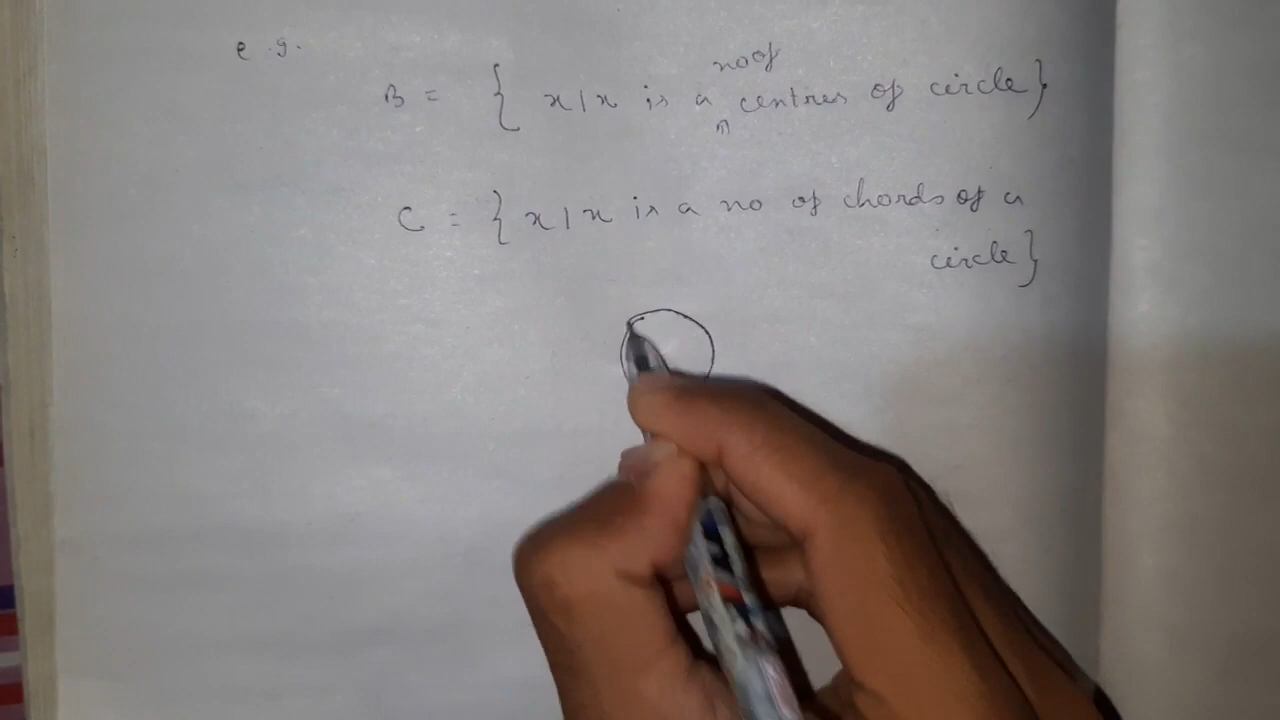 e.g.
no of
B = { x | x is a centres of circle}
C = { x | x is a no of chords of a
circle}